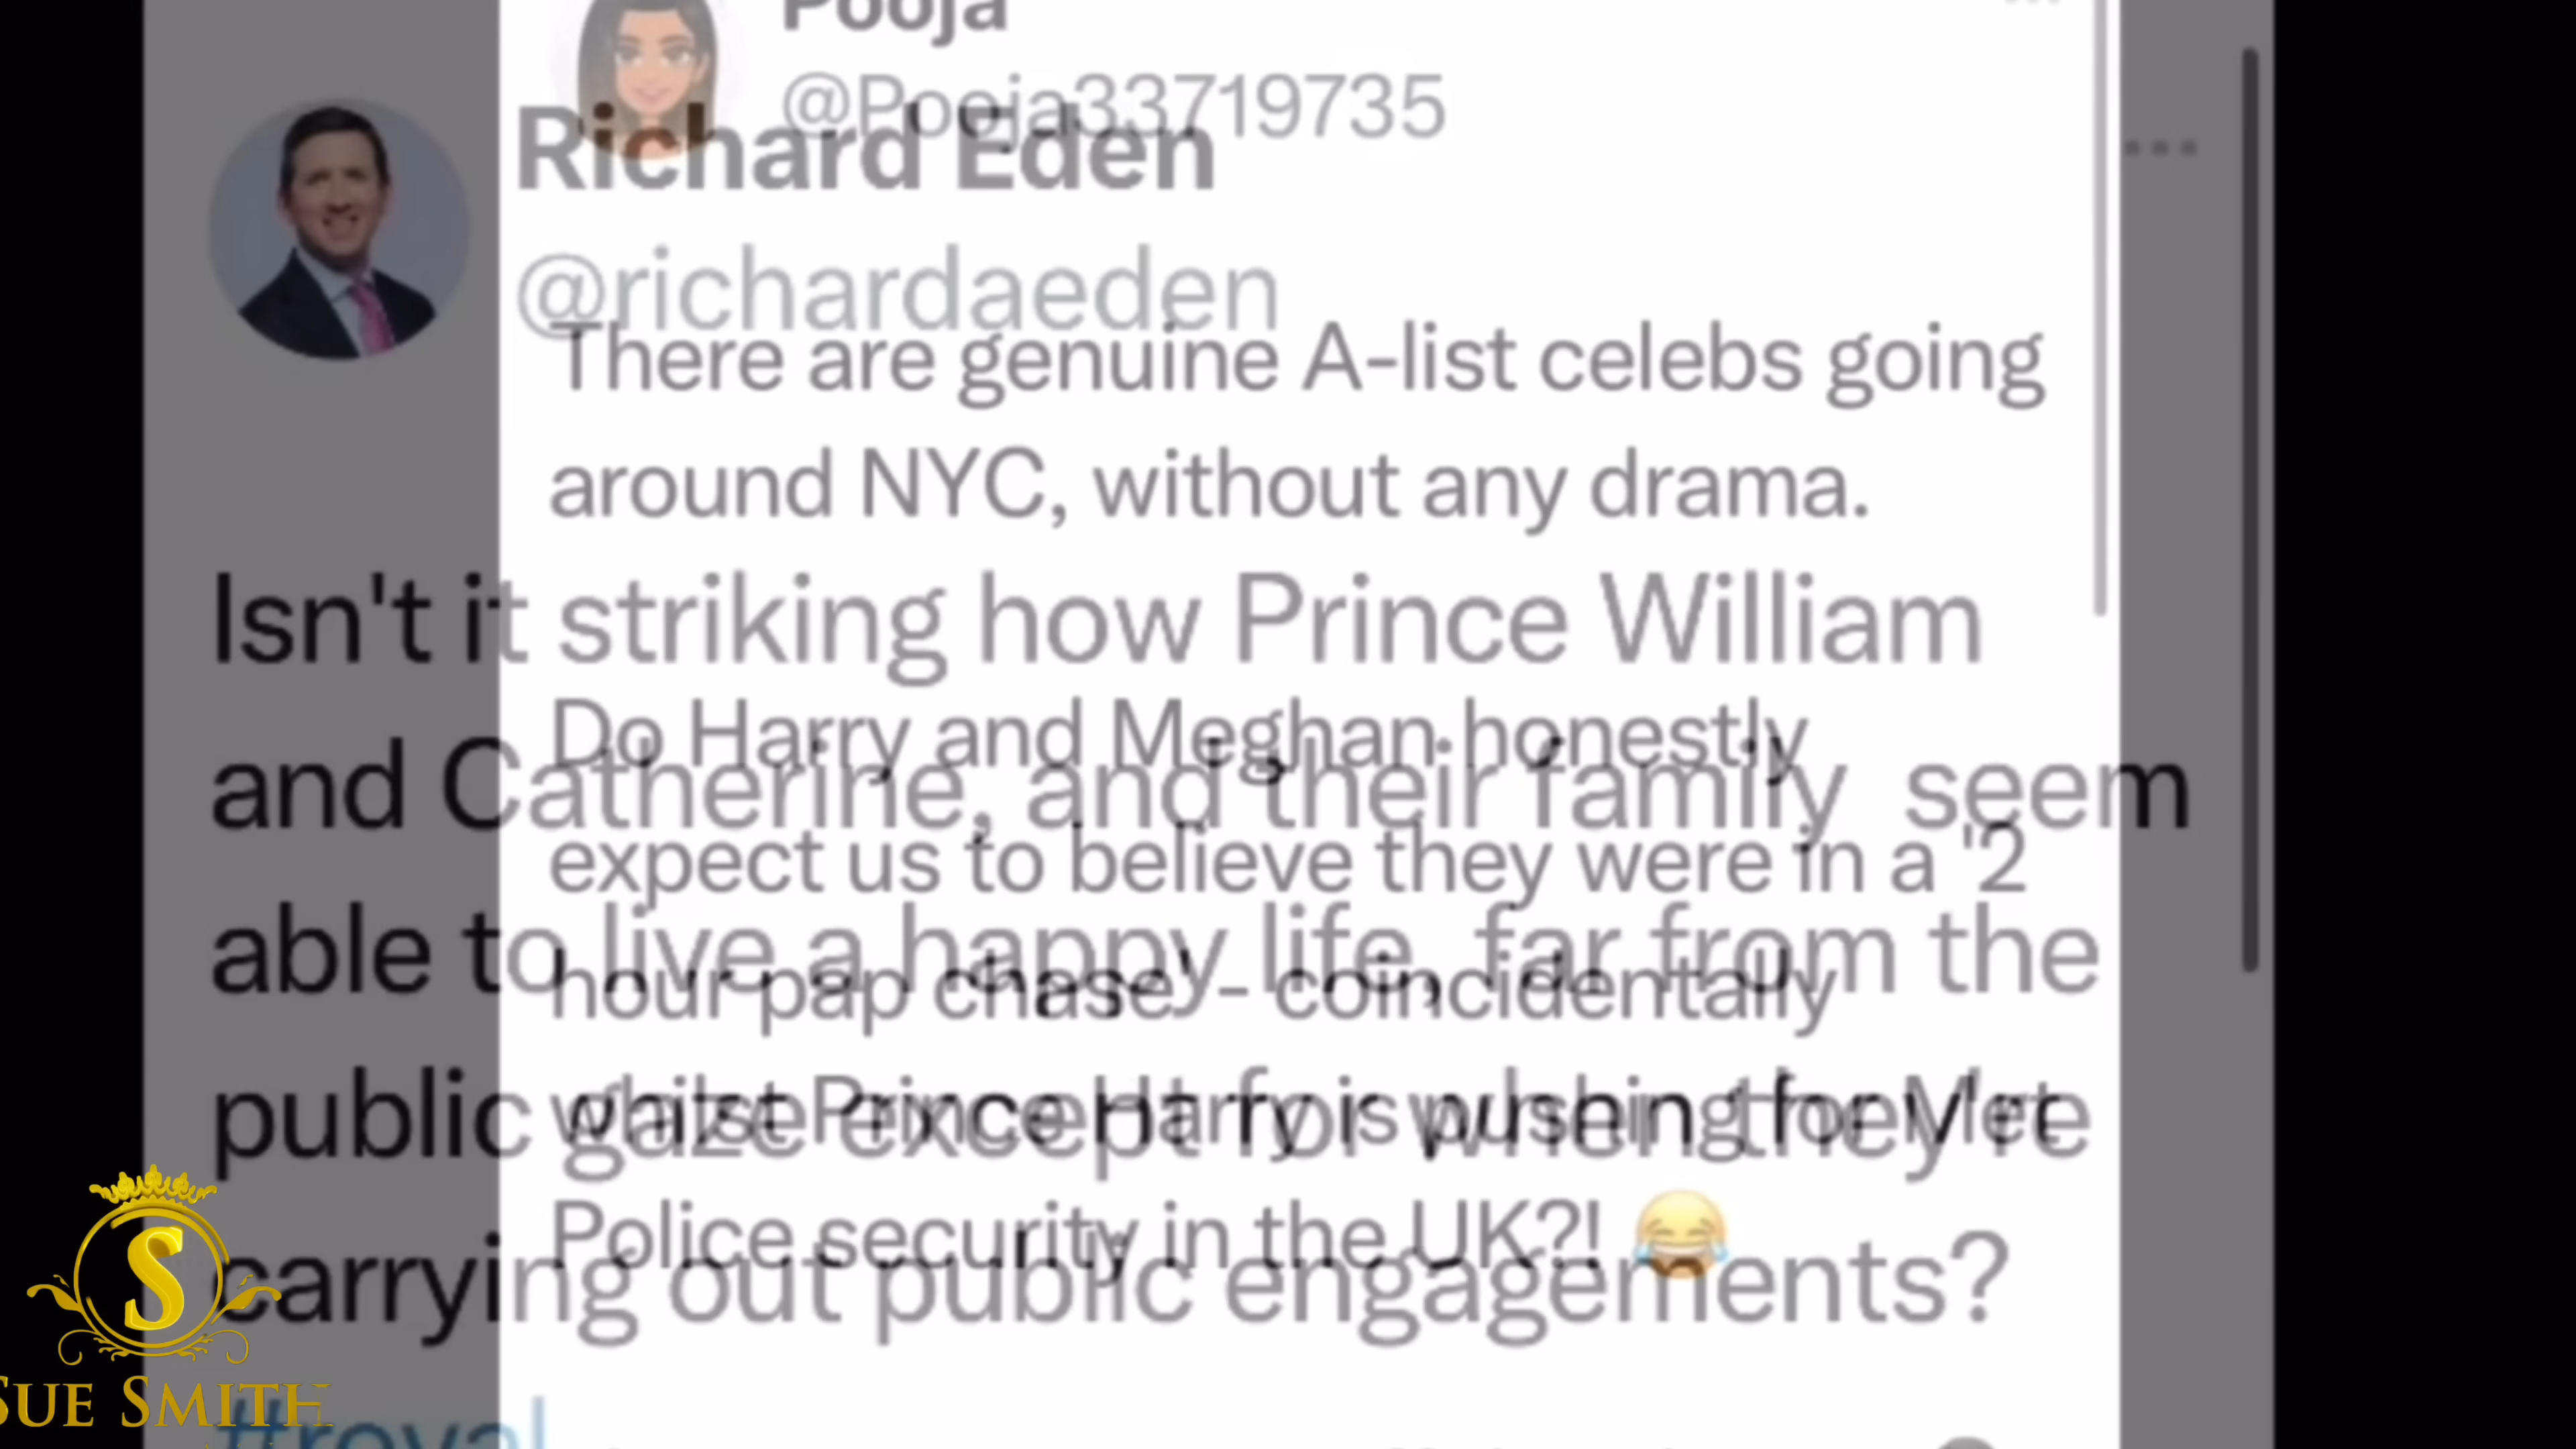 Pooja
@Pooja33719735
There are genuine A-list celebs going
around NYC, without any drama.
Do Harry and Meghan honestly
expect us to believe they were in a '2
hour pap chase' - coincidentally
whilst Prince Harry is pushing for Met
Police security in the UK?! 😂
Richard Eden
@richardaeden
Isn't it striking how Prince William
and Catherine, and their family seem
able to live a happy life, far from the
public gaze except for when they're
carrying out public engagements?
#royal
S
SUE SMITH